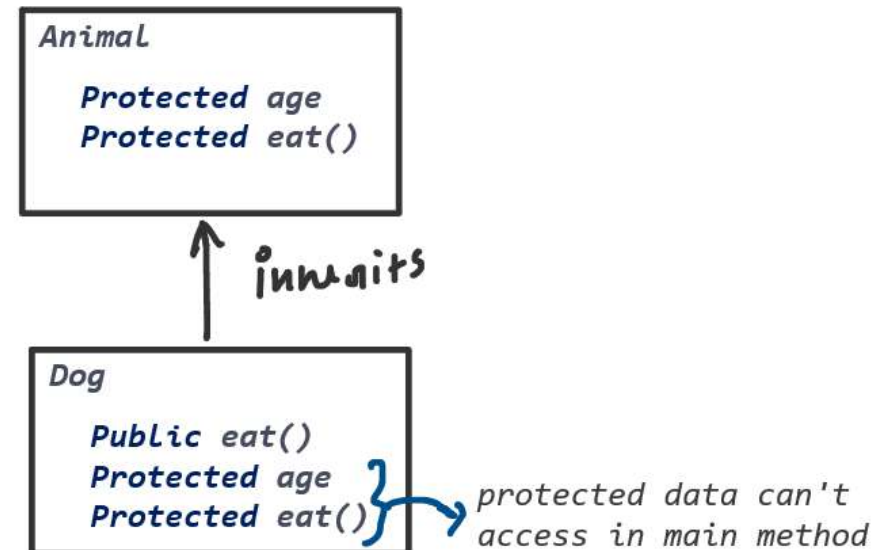 Animal
Protected age
Protected eat()
inherits
Dog
Public eat()
Protected age
Protected eat()
protected data can't
access in main method